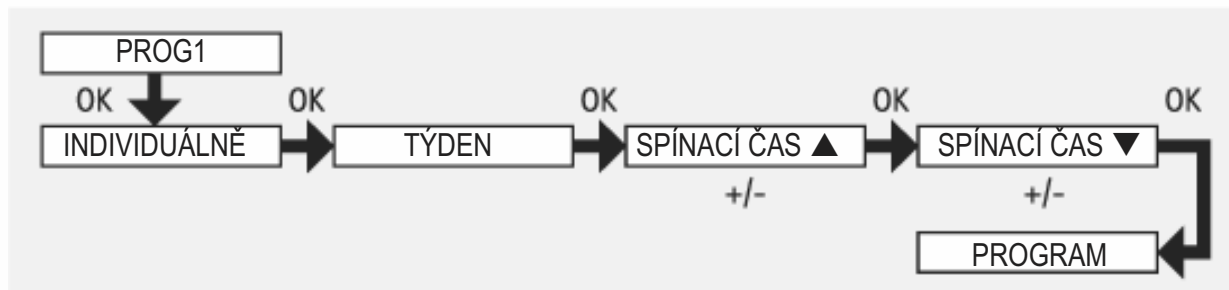 PROG1
OK OK OK OK OK
INDIVIDUÁLNĚ TÝDEN SPÍNACÍ ČAS ▲ SPÍNACÍ ČAS ▼
+/- +/-
PROGRAM